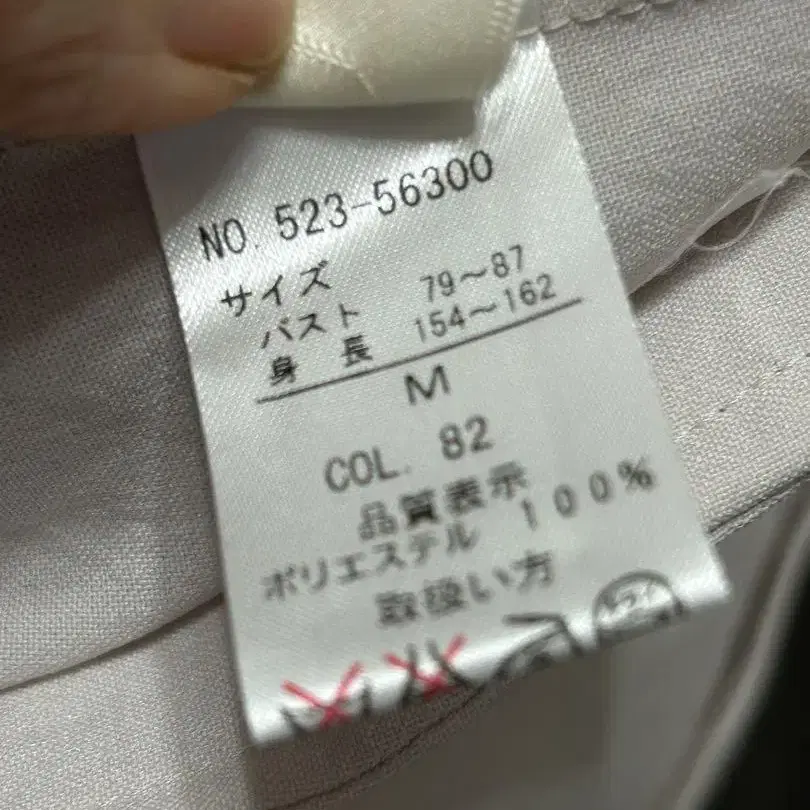 NO. 523-56300
サイズ
バスト 79～87
身長 154～162
M
COL. 82
品質表示
ポリエステル 100%
取扱い方